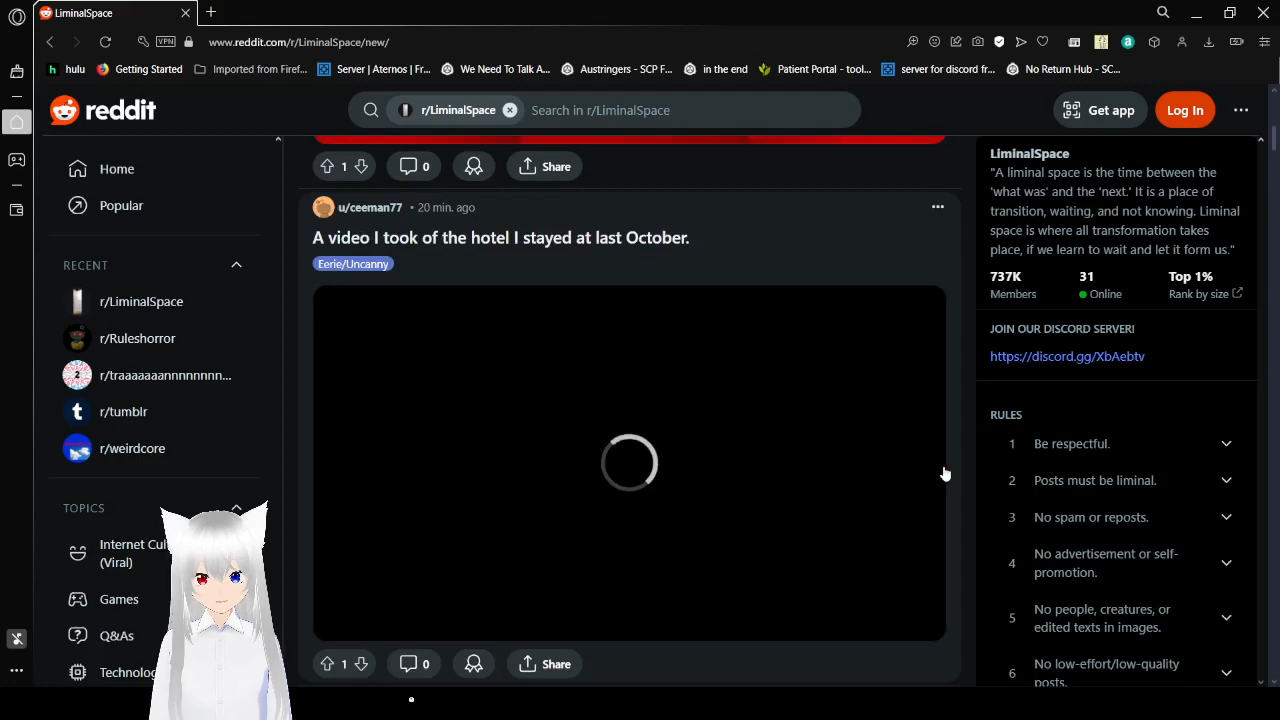 LiminalSpace
VPN
www.reddit.com/r/LiminalSpace/new/
hulu
Getting Started
Imported from Firef...
Server | Aternos | Fr...
We Need To Talk A...
Austringers - SCP F...
in the end
Patient Portal - tool...
server for discord fr...
No Return Hub - SC...
reddit
r/LiminalSpace
Search in r/LiminalSpace
Get app
Log In
Home
Popular
RECENT
r/LiminalSpace
r/Ruleshorror
r/traaaaaaannnnnnnn...
r/tumblr
r/weirdcore
TOPICS
Internet Cul
(Viral)
Games
Q&As
Technolog
1
0
Share
u/ceeman77 • 20 min. ago
A video I took of the hotel I stayed at last October.
Eerie/Uncanny
1
0
Share
LiminalSpace
"A liminal space is the time between the
'what was' and the 'next.' It is a place of
transition, waiting, and not knowing. Liminal
space is where all transformation takes
place, if we learn to wait and let it form us."
737K
31
Top 1%
Members
Online
Rank by size
JOIN OUR DISCORD SERVER!
https://discord.gg/XbAebtv
RULES
1 Be respectful.
2 Posts must be liminal.
3 No spam or reposts.
4 No advertisement or self-
promotion.
5 No people, creatures, or
edited texts in images.
6 No low-effort/low-quality
posts.